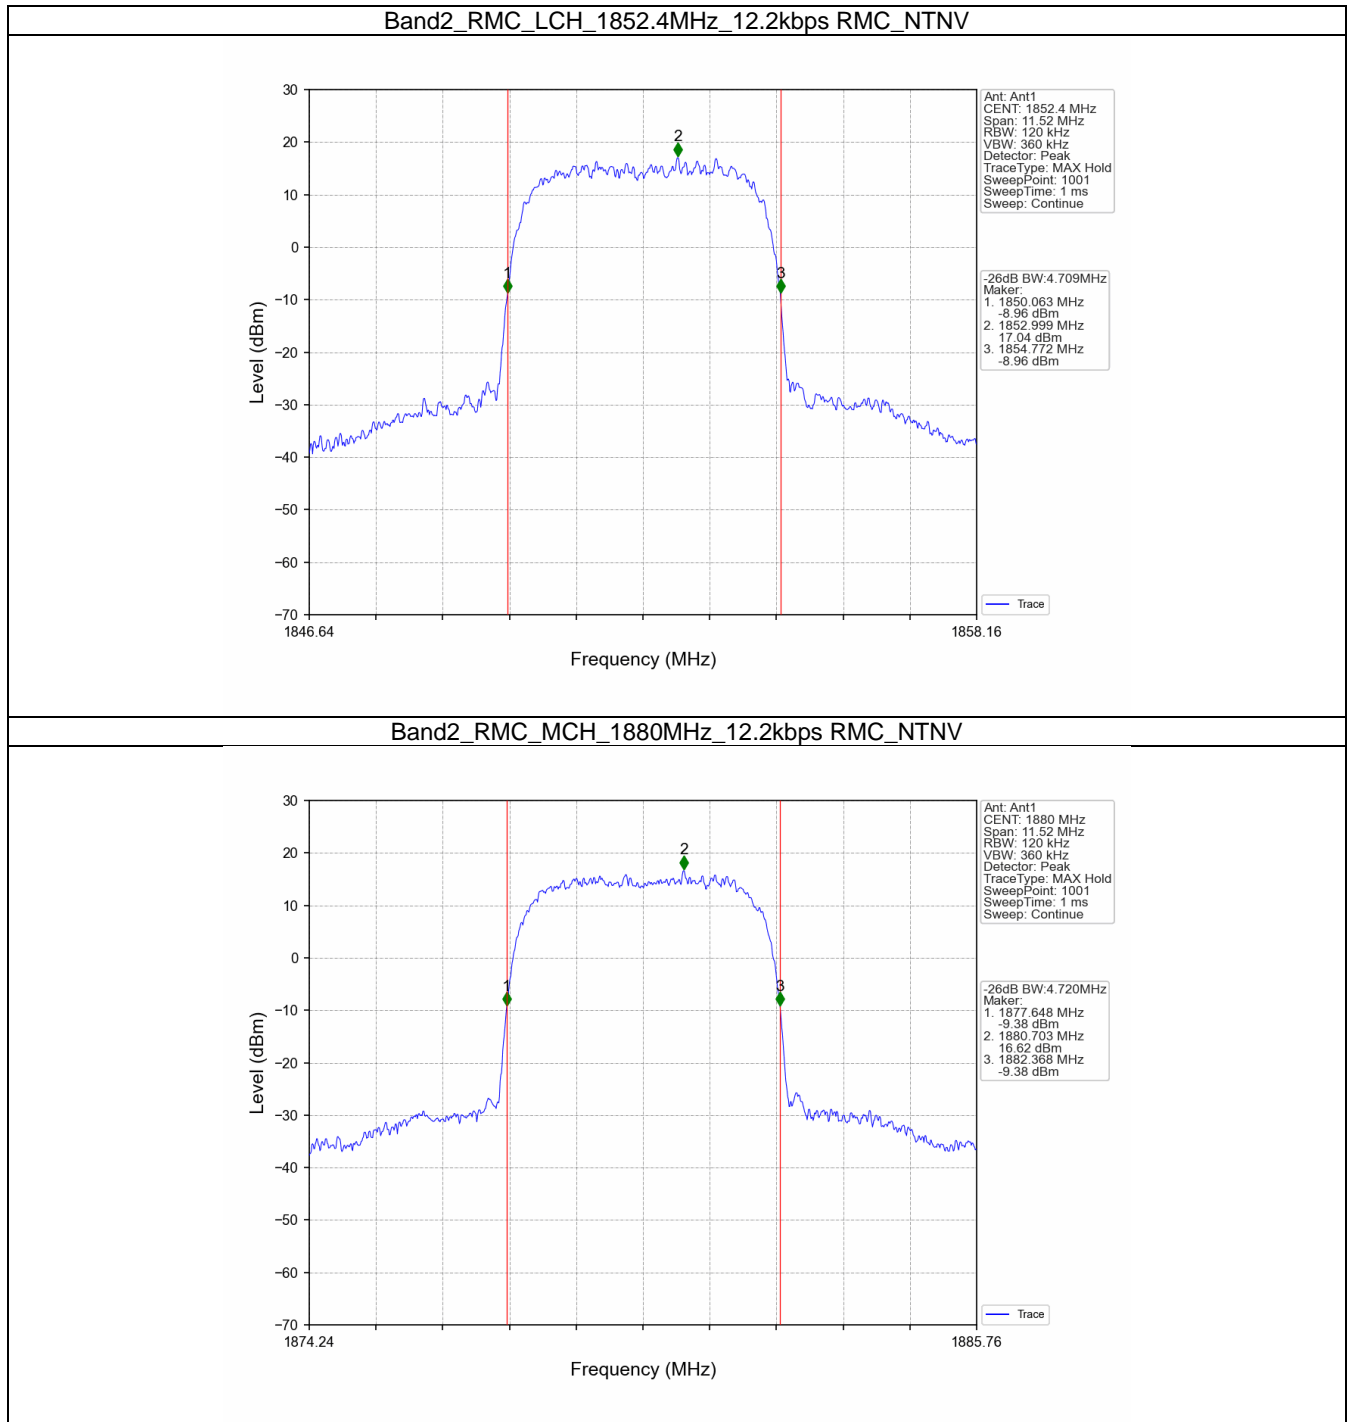 Band2_RMC_LCH_1852.4MHz_12.2kbps RMC_NTNV
30
20
10
0
−10
−20
−30
−40
−50
−60
−70
Level (dBm)
1846.64
1858.16
Frequency (MHz)
1
2
3
Ant: Ant1
CENT: 1852.4 MHz
Span: 11.52 MHz
RBW: 120 kHz
VBW: 360 kHz
Detector: Peak
TraceType: MAX Hold
SweepPoint: 1001
SweepTime: 1 ms
Sweep: Continue
-26dB BW:4.709MHz
Maker:
1. 1850.063 MHz
-8.96 dBm
2. 1852.999 MHz
17.04 dBm
3. 1854.772 MHz
-8.96 dBm
Trace
Band2_RMC_MCH_1880MHz_12.2kbps RMC_NTNV
30
20
10
0
−10
−20
−30
−40
−50
−60
−70
Level (dBm)
1874.24
1885.76
Frequency (MHz)
1
2
3
Ant: Ant1
CENT: 1880 MHz
Span: 11.52 MHz
RBW: 120 kHz
VBW: 360 kHz
Detector: Peak
TraceType: MAX Hold
SweepPoint: 1001
SweepTime: 1 ms
Sweep: Continue
-26dB BW:4.720MHz
Maker:
1. 1877.648 MHz
-9.38 dBm
2. 1880.703 MHz
16.62 dBm
3. 1882.368 MHz
-9.38 dBm
Trace